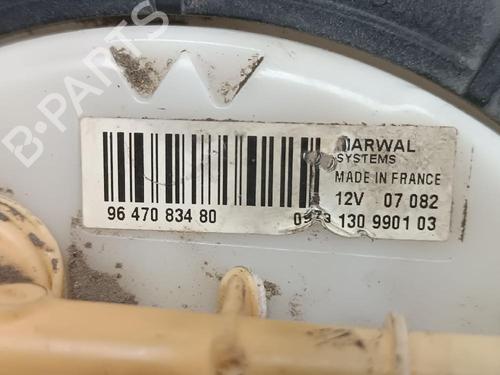 B-PARTS
MARWAL
SYSTEMS
MADE IN FRANCE
12V 07 082
96 470 834 80 130 9901 03